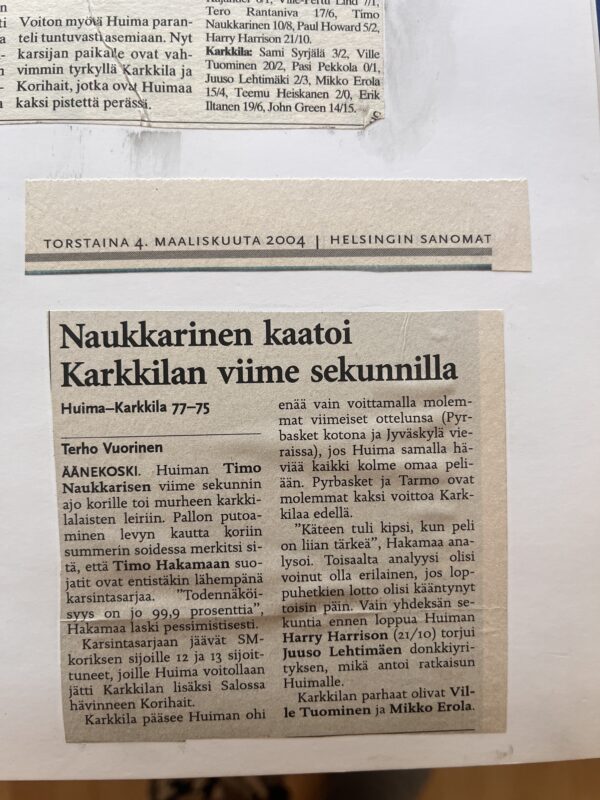 Voiton myötä Huima paran-
teli tuntuvasti asemiaan. Nyt
karsijan paikalle ovat vah-
vimmin tyrkyllä Karkkila ja
Korihait, jotka ovat Huimaa
kaksi pistettä perässä.
Tero Rantaniva 17/6, Timo
Naukkarinen 10/8, Paul Howard 5/2,
Harry Harrison 21/10.
Karkkila: Sami Syrjälä 3/2, Ville
Tuominen 20/2, Pasi Pekkola 0/1,
Juuso Lehtimäki 2/3, Mikko Erola
15/4, Teemu Heiskanen 2/0, Erik
Iltanen 19/6, John Green 14/15.
TORSTAINA 4. MAALISKUUTA 2004 | HELSINGIN SANOMAT
Naukkarinen kaatoi
Karkkilan viime sekunnilla
Huima–Karkkila 77–75
Terho Vuorinen
ÄÄNEKOSKI. Huiman Timo
Naukkarisen viime sekunnin
ajo korille toi murheen karkki-
lalaisten leiriin. Pallon putoa-
minen levyn kautta koriin
summerin soidessa merkitsi si-
tä, että Timo Hakamaan suo-
jatit ovat entistäkin lähempänä
karsintasarjaa. "Todennäköi-
syys on jo 99,9 prosenttia",
Hakamaa laski pessimistisesti.
Karsintasarjaan jäävät SM-
koriksen sijoille 12 ja 13 sijoit-
tuneet, joille Huima voitollaan
jätti Karkkilan lisäksi Salossa
hävinneen Korihait.
Karkkila pääsee Huiman ohi
enää vain voittamalla molem-
mat viimeiset ottelunsa (Pyr-
basket kotona ja Jyväskylä vie-
raissa), jos Huima samalla hä-
viää kaikki kolme omaa peli-
ään. Pyrbasket ja Tarmo ovat
molemmat kaksi voittoa Kark-
kilaa edellä.
"Käteen tuli kipsi, kun peli
on liian tärkeä", Hakamaa ana-
lysoi. Toisaalta analyysi olisi
voinut olla erilainen, jos lop-
puhetkien lotto olisi kääntynyt
toisin päin. Vain yhdeksän se-
kuntia ennen loppua Huiman
Harry Harrison (21/10) torjui
Juuso Lehtimäen donkkiyri-
tyksen, mikä antoi ratkaisun
Huimalle.
Karkkilan parhaat olivat Vil-
le Tuominen ja Mikko Erola.